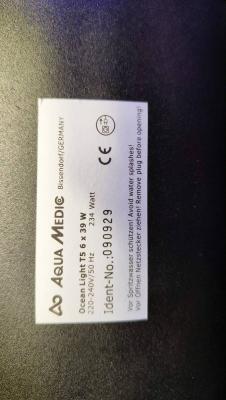 AQUA MEDIC
Bissendorf/GERMANY
Ocean Light T5 6 x 39 W
220-240V/50 Hz 234 Watt
Ident-No.:090929
CE
Vor Spritzwasser schützen! Avoid water splashes!
Vor Öffnen Netzstecker ziehen! Remove plug before opening!